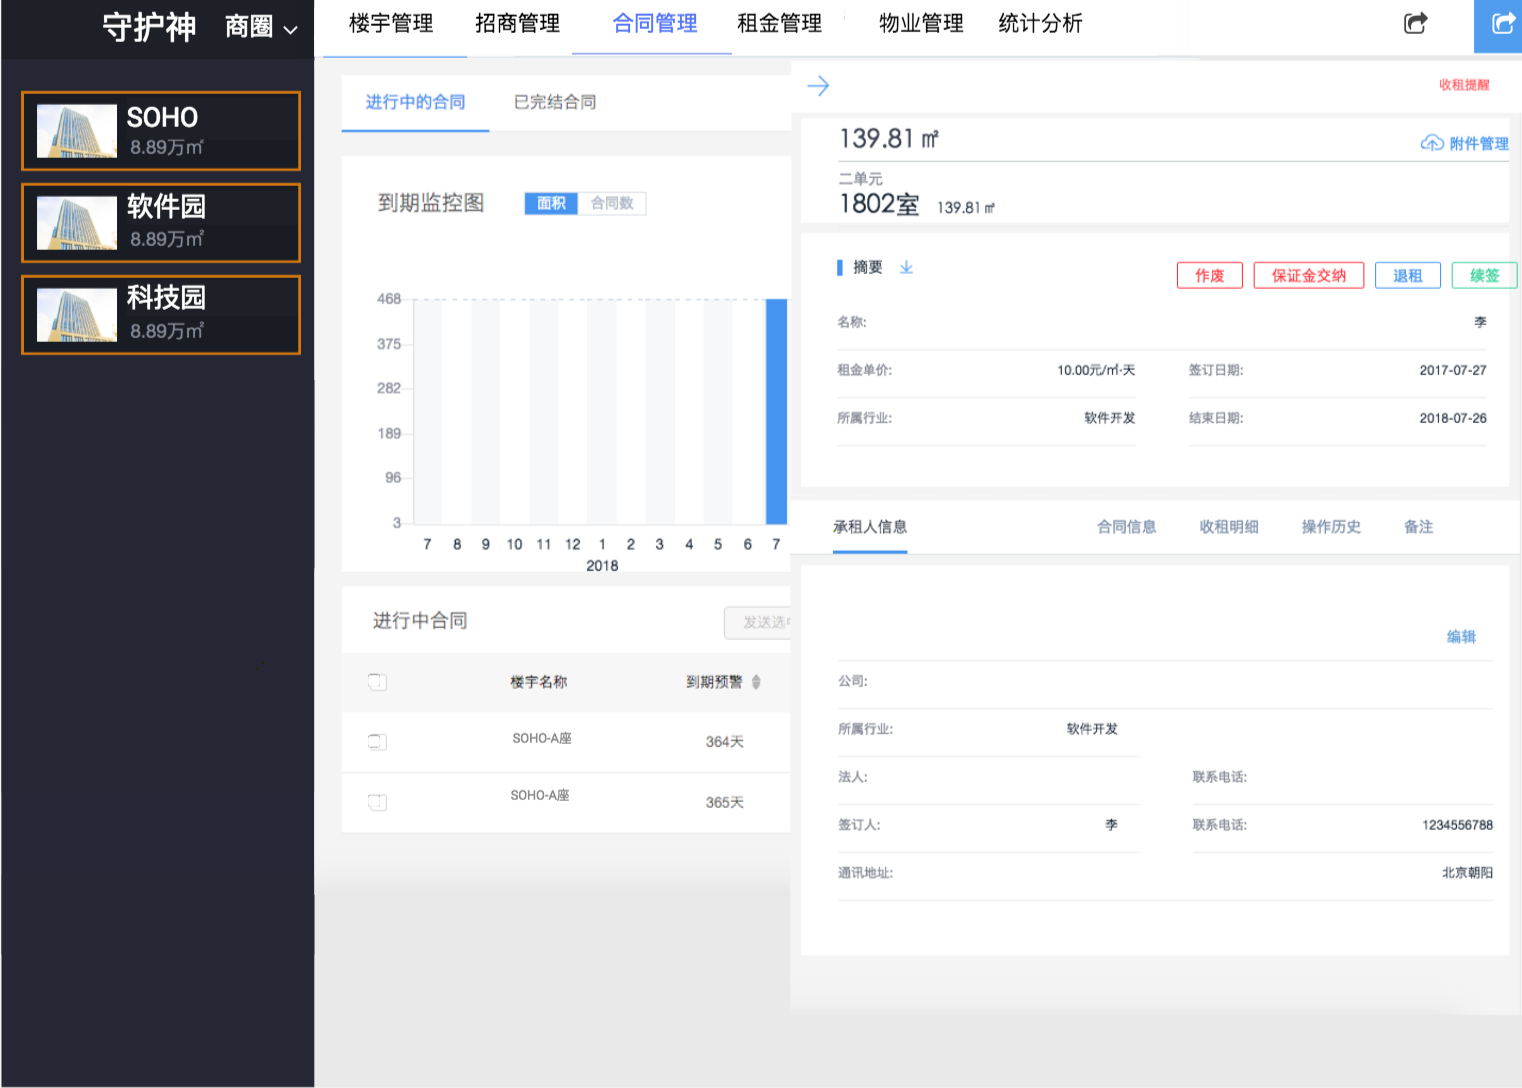 守护神 商圈
楼宇管理 招商管理 合同管理 租金管理 物业管理 统计分析
SOHO
8.89万㎡
软件园
8.89万㎡
科技园
8.89万㎡
进行中的合同 已完结合同
到期监控图 面积 合同数
468
375
282
189
96
3
7 8 9 10 11 12 1 2 3 4 5 6 7
2018
进行中合同 发送选
楼宇名称 到期预警
SOHO-A座 364天
SOHO-A座 365天
收租提醒
139.81 ㎡ 附件管理
二单元
1802室 139.81 ㎡
摘要 作废 保证金交纳 退租 续签
名称: 李
租金单价: 10.00元/㎡·天 签订日期: 2017-07-27
所属行业: 软件开发 结束日期: 2018-07-26
承租人信息 合同信息 收租明细 操作历史 备注
编辑
公司:
所属行业: 软件开发
法人: 联系电话:
签订人: 李 联系电话: 1234556788
通讯地址: 北京朝阳